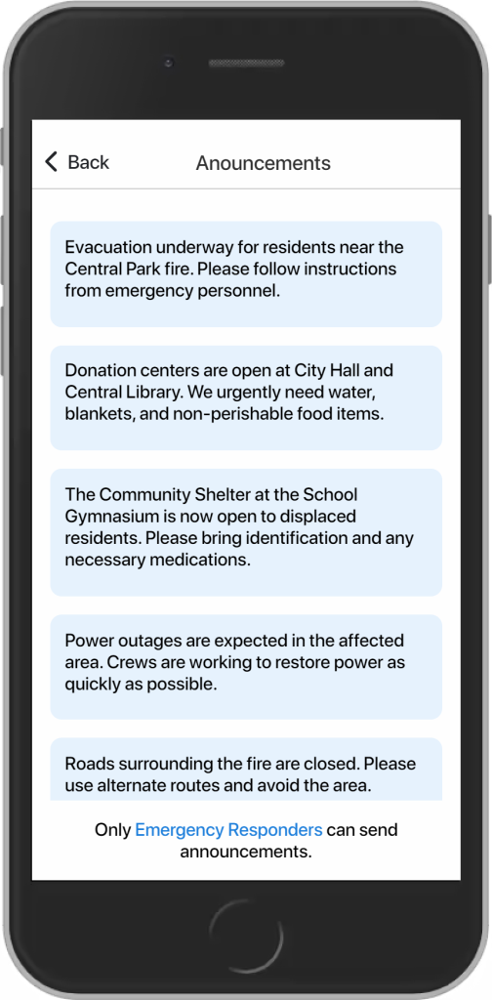 Back
Anouncements
Evacuation underway for residents near the
Central Park fire. Please follow instructions
from emergency personnel.
Donation centers are open at City Hall and
Central Library. We urgently need water,
blankets, and non-perishable food items.
The Community Shelter at the School
Gymnasium is now open to displaced
residents. Please bring identification and any
necessary medications.
Power outages are expected in the affected
area. Crews are working to restore power as
quickly as possible.
Roads surrounding the fire are closed. Please
use alternate routes and avoid the area.
Only Emergency Responders can send
announcements.